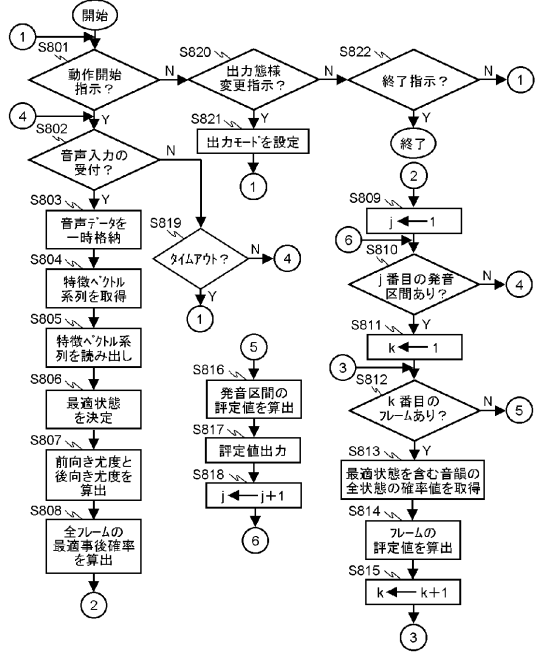 開始
1
S801
動作開始
指示？
N
Y
S820
出力態様
変更指示？
N
Y
S822
終了指示？
N
1
Y
終了
S821
出力モードを設定
1
4
S802
音声入力の
受付？
N
Y
S803
音声データを
一時格納
S804
特徴ベクトル
系列を取得
S805
特徴ベクトル系
列を読み出し
S806
最適状態
を決定
S807
前向き尤度と
後向き尤度を
算出
S808
全フレームの
最適事後確率
を算出
2
S819
タイムアウト？
N
4
Y
1
5
S816
発音区間の
評定値を算出
S817
評定値出力
S818
j ← j+1
6
2
S809
j ← 1
6
S810
j 番目の発音
区間あり？
N
4
Y
S811
k ← 1
3
S812
k 番目の
フレームあり？
N
5
Y
S813
最適状態を含む音韻の
全状態の確率値を取得
S814
フレームの
評定値を算出
S815
k ← k+1
3